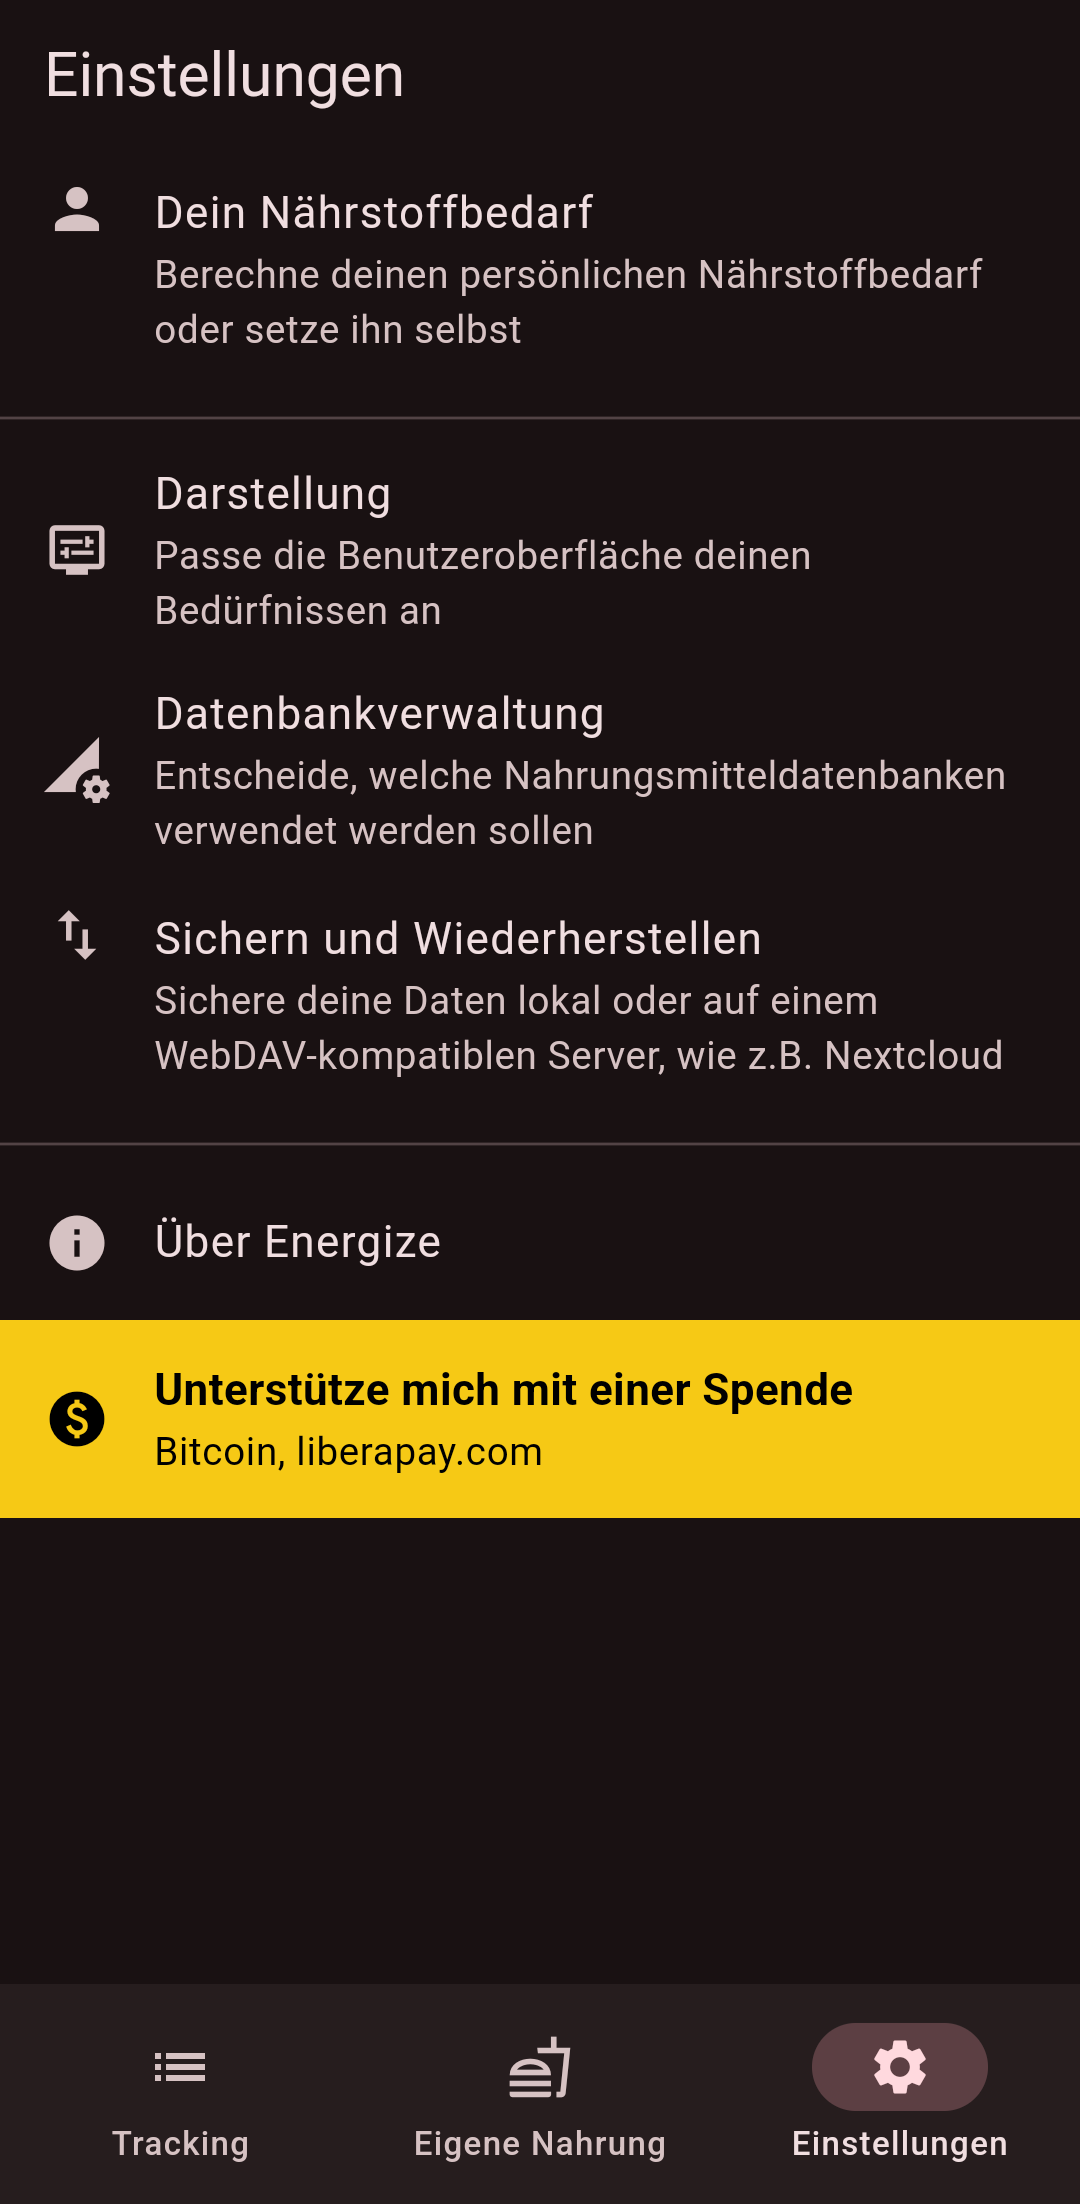 Einstellungen
Dein Nährstoffbedarf
Berechne deinen persönlichen Nährstoffbedarf
oder setze ihn selbst
Darstellung
Passe die Benutzeroberfläche deinen
Bedürfnissen an
Datenbankverwaltung
Entscheide, welche Nahrungsmitteldatenbanken
verwendet werden sollen
Sichern und Wiederherstellen
Sichere deine Daten lokal oder auf einem
WebDAV-kompatiblen Server, wie z.B. Nextcloud
Über Energize
Unterstütze mich mit einer Spende
Bitcoin, liberapay.com
Tracking
Eigene Nahrung
Einstellungen